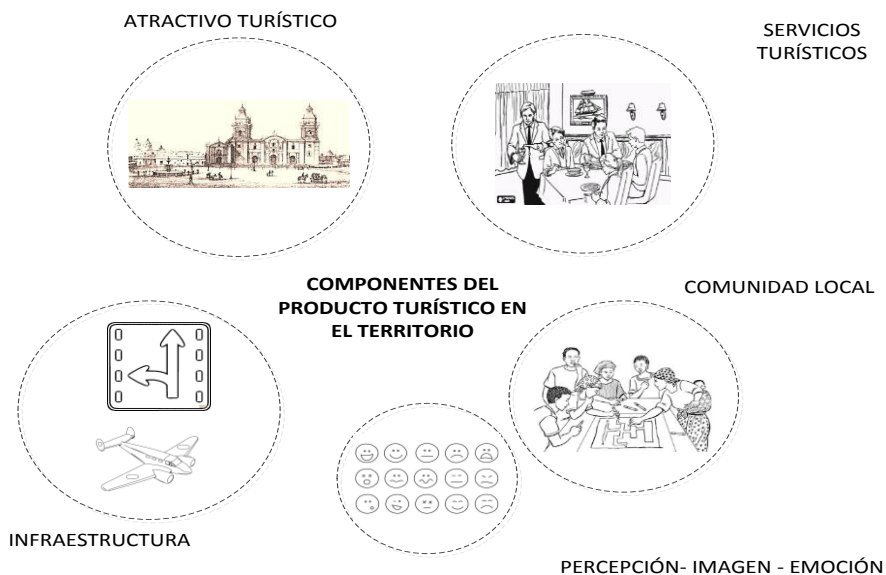 ATRACTIVO TURÍSTICO
SERVICIOS
TURÍSTICOS
COMPONENTES DEL
PRODUCTO TURÍSTICO EN
EL TERRITORIO
COMUNIDAD LOCAL
INFRAESTRUCTURA
PERCEPCIÓN- IMAGEN - EMOCIÓN